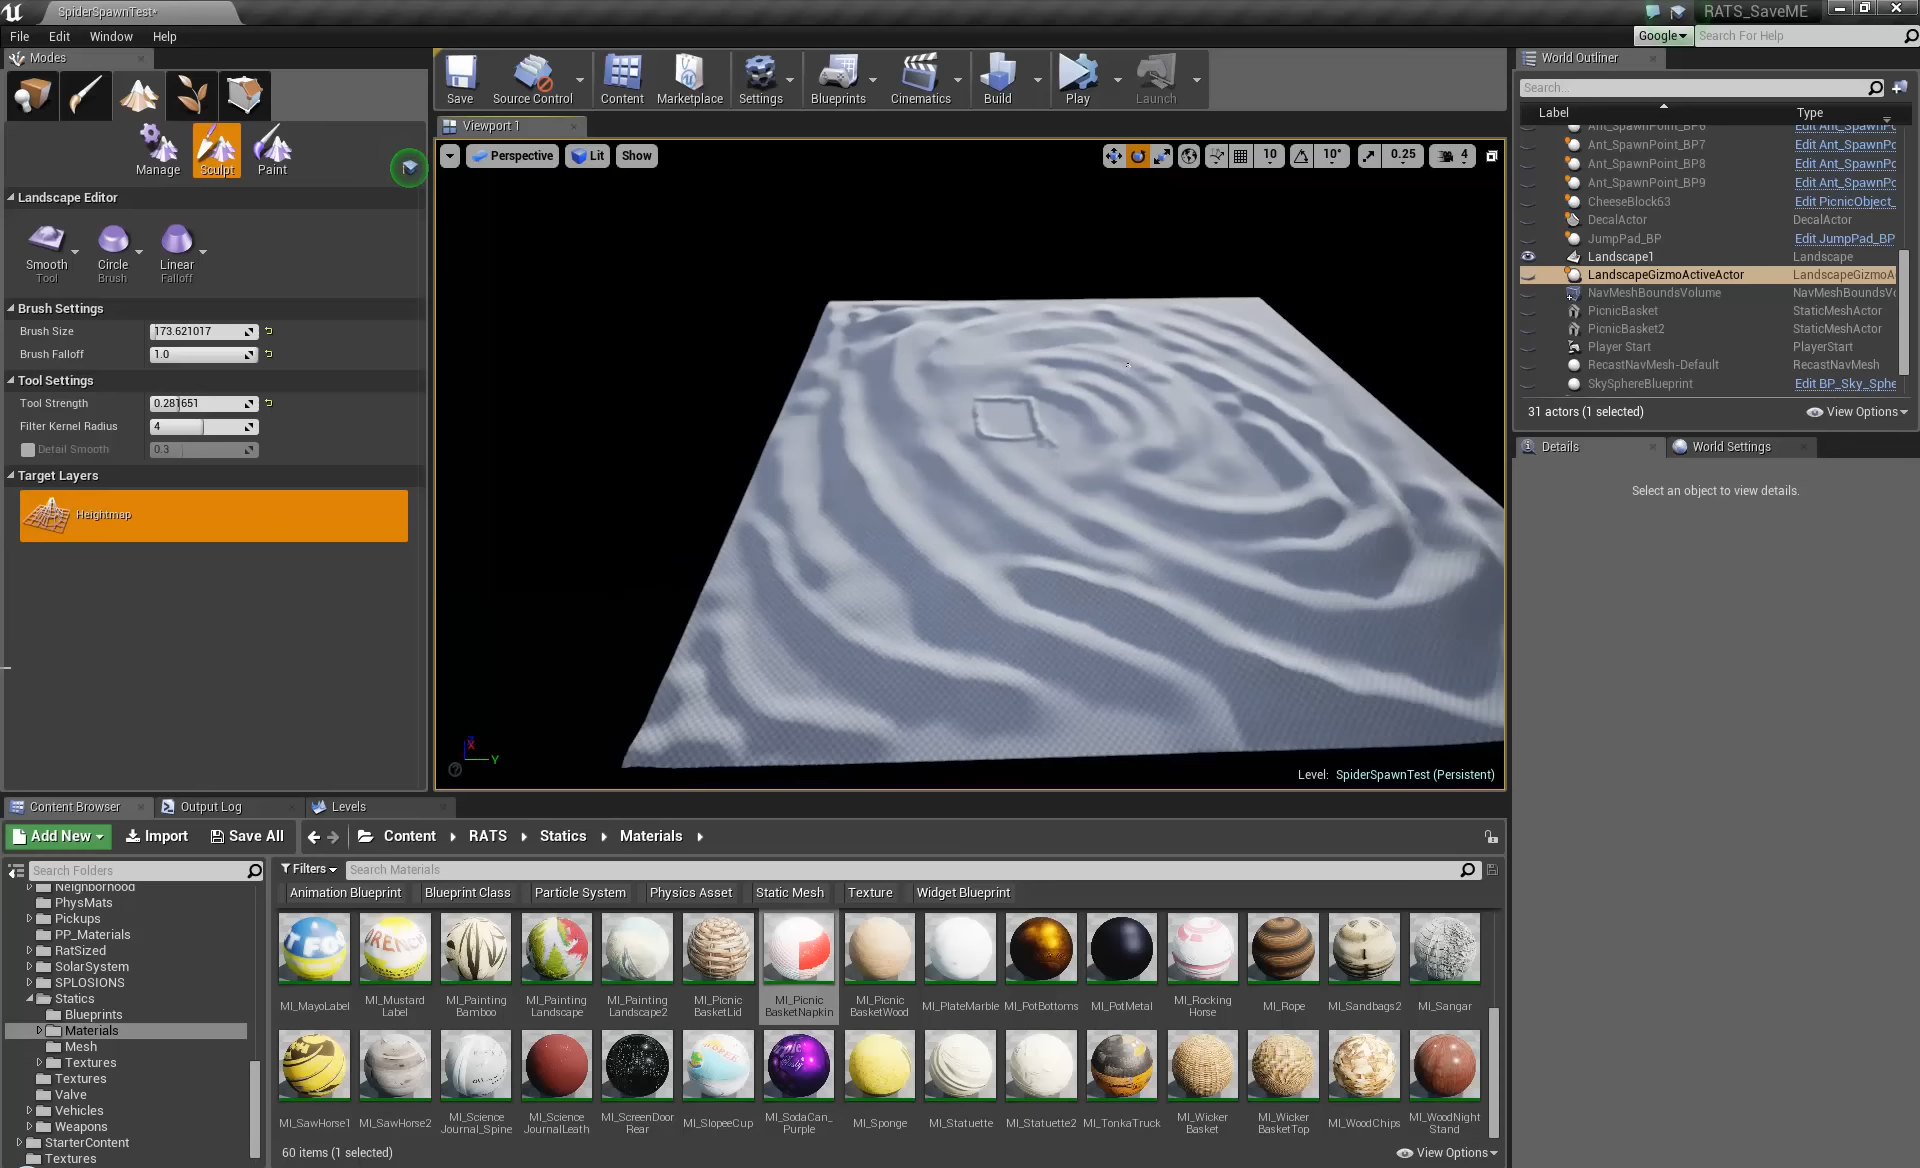 SpiderSpawnTest*
RATS_SaveME
File Edit Window Help
Google Search For Help
Modes
Save Source Control Content Marketplace Settings Blueprints Cinematics Build Play Launch
World Outliner
Search...
Label Type
Ant_SpawnPoint_BP6 Edit Ant_SpawnPo
Ant_SpawnPoint_BP7 Edit Ant_SpawnPo
Ant_SpawnPoint_BP8 Edit Ant_SpawnPo
Ant_SpawnPoint_BP9 Edit Ant_SpawnPo
CheeseBlock63 Edit PicnicObject_
DecalActor DecalActor
JumpPad_BP Edit JumpPad_BP
Landscape1 Landscape
LandscapeGizmoActiveActor LandscapeGizmoA
NavMeshBoundsVolume NavMeshBoundsVo
PicnicBasket StaticMeshActor
PicnicBasket2 StaticMeshActor
Player Start PlayerStart
RecastNavMesh-Default RecastNavMesh
SkySphereBlueprint Edit BP_Sky_Sphe
31 actors (1 selected) View Options
Details World Settings
Select an object to view details.
Manage Sculpt Paint
Landscape Editor
Smooth Circle Linear
Tool Brush Falloff
Brush Settings
Brush Size 173.621017
Brush Falloff 1.0
Tool Settings
Tool Strength 0.281651
Filter Kernel Radius 4
Detail Smooth 0.3
Target Layers
Heightmap
Viewport 1
Perspective Lit Show 10 10° 0.25 4
X
Y
Level: SpiderSpawnTest (Persistent)
Content Browser Output Log Levels
Add New Import Save All Content RATS Statics Materials
Search Folders
Filters Search Materials
Animation Blueprint Blueprint Class Particle System Physics Asset Static Mesh Texture Widget Blueprint
Neighborhood
PhysMats
Pickups
PP_Materials
RatSized
SolarSystem
SPLOSIONS
Statics
Blueprints
Materials
Mesh
Textures
Textures
Valve
Vehicles
Weapons
StarterContent
Textures
MI_MayoLabel MI_Mustard Label MI_Painting Bamboo MI_Painting Landscape MI_Painting Landscape2 MI_Picnic BasketLid MI_Picnic BasketNapkin MI_Picnic BasketWood MI_PlateMarble MI_PotBottoms MI_PotMetal MI_Rocking Horse MI_Rope MI_Sandbags2 MI_Sangar
MI_SawHorse1 MI_SawHorse2 MI_Science Journal_Spine MI_Science JournalLeath MI_ScreenDoor Rear MI_SlopeeCup MI_SodaCan_ Purple MI_Sponge MI_Statuette MI_Statuette2 MI_TonkaTruck MI_Wicker Basket MI_Wicker BasketTop MI_WoodChips MI_WoodNight Stand
60 items (1 selected) View Options